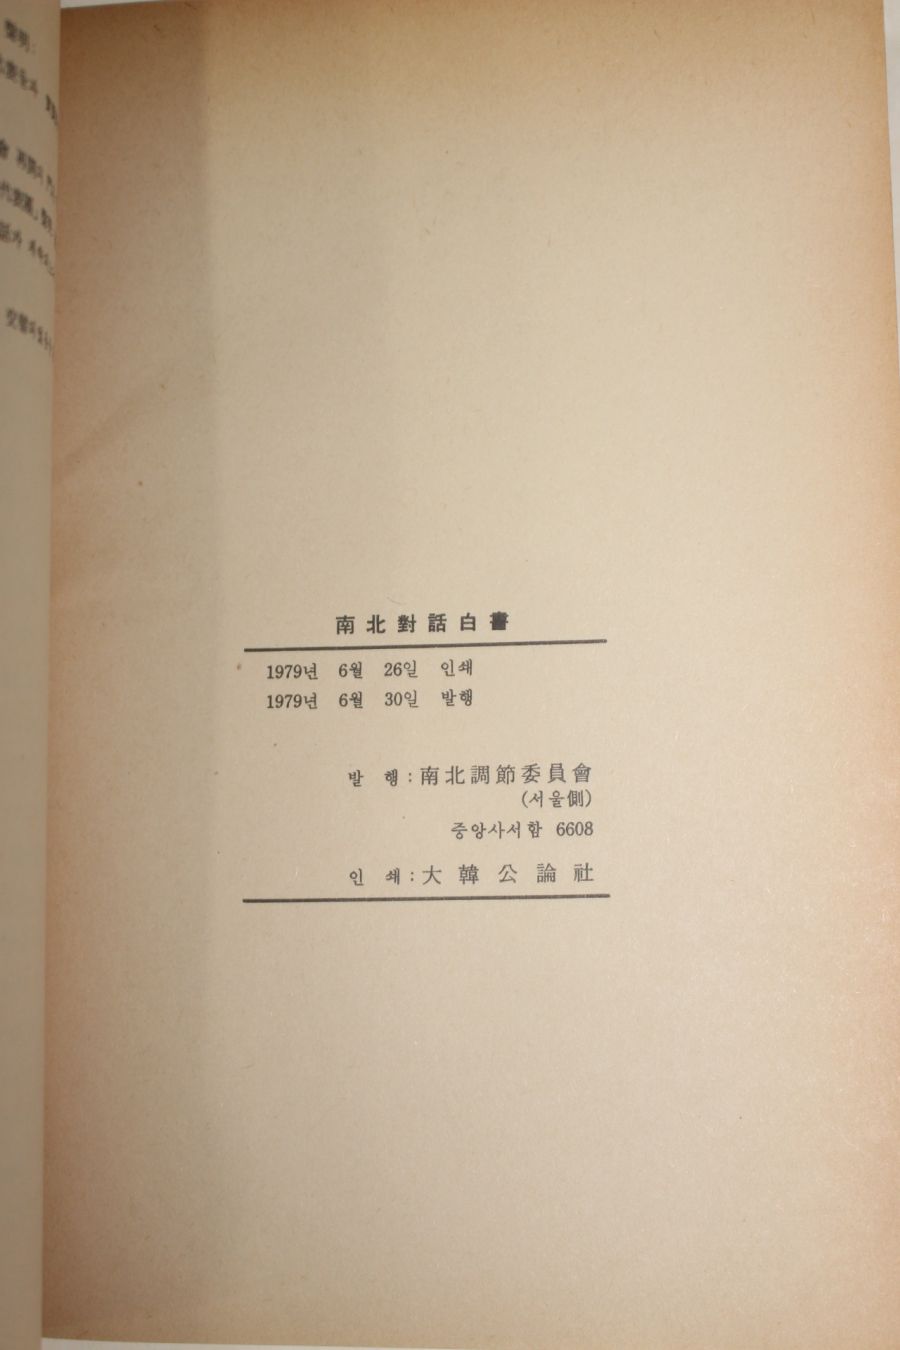 聲明:
南北對話白書
1979년 6월 26일 인쇄
1979년 6월 30일 발행
발 행 : 南北調節委員會
(서울側)
중앙사서함 6608
인 쇄 : 大韓公論社